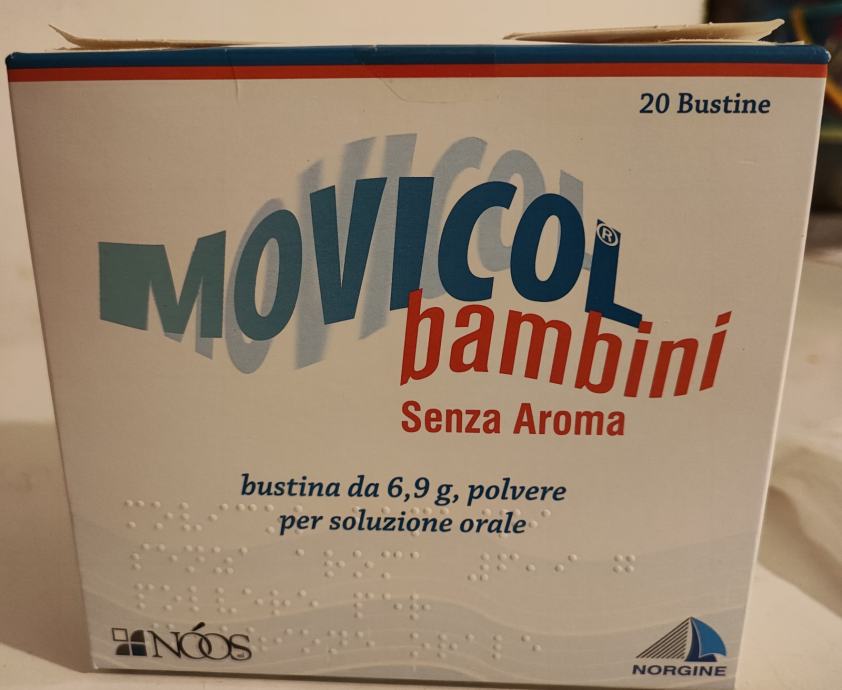 20 Bustine
MOVICOL®
bambini
Senza Aroma
bustina da 6,9 g, polvere
per soluzione orale
NÓOS
NORGINE